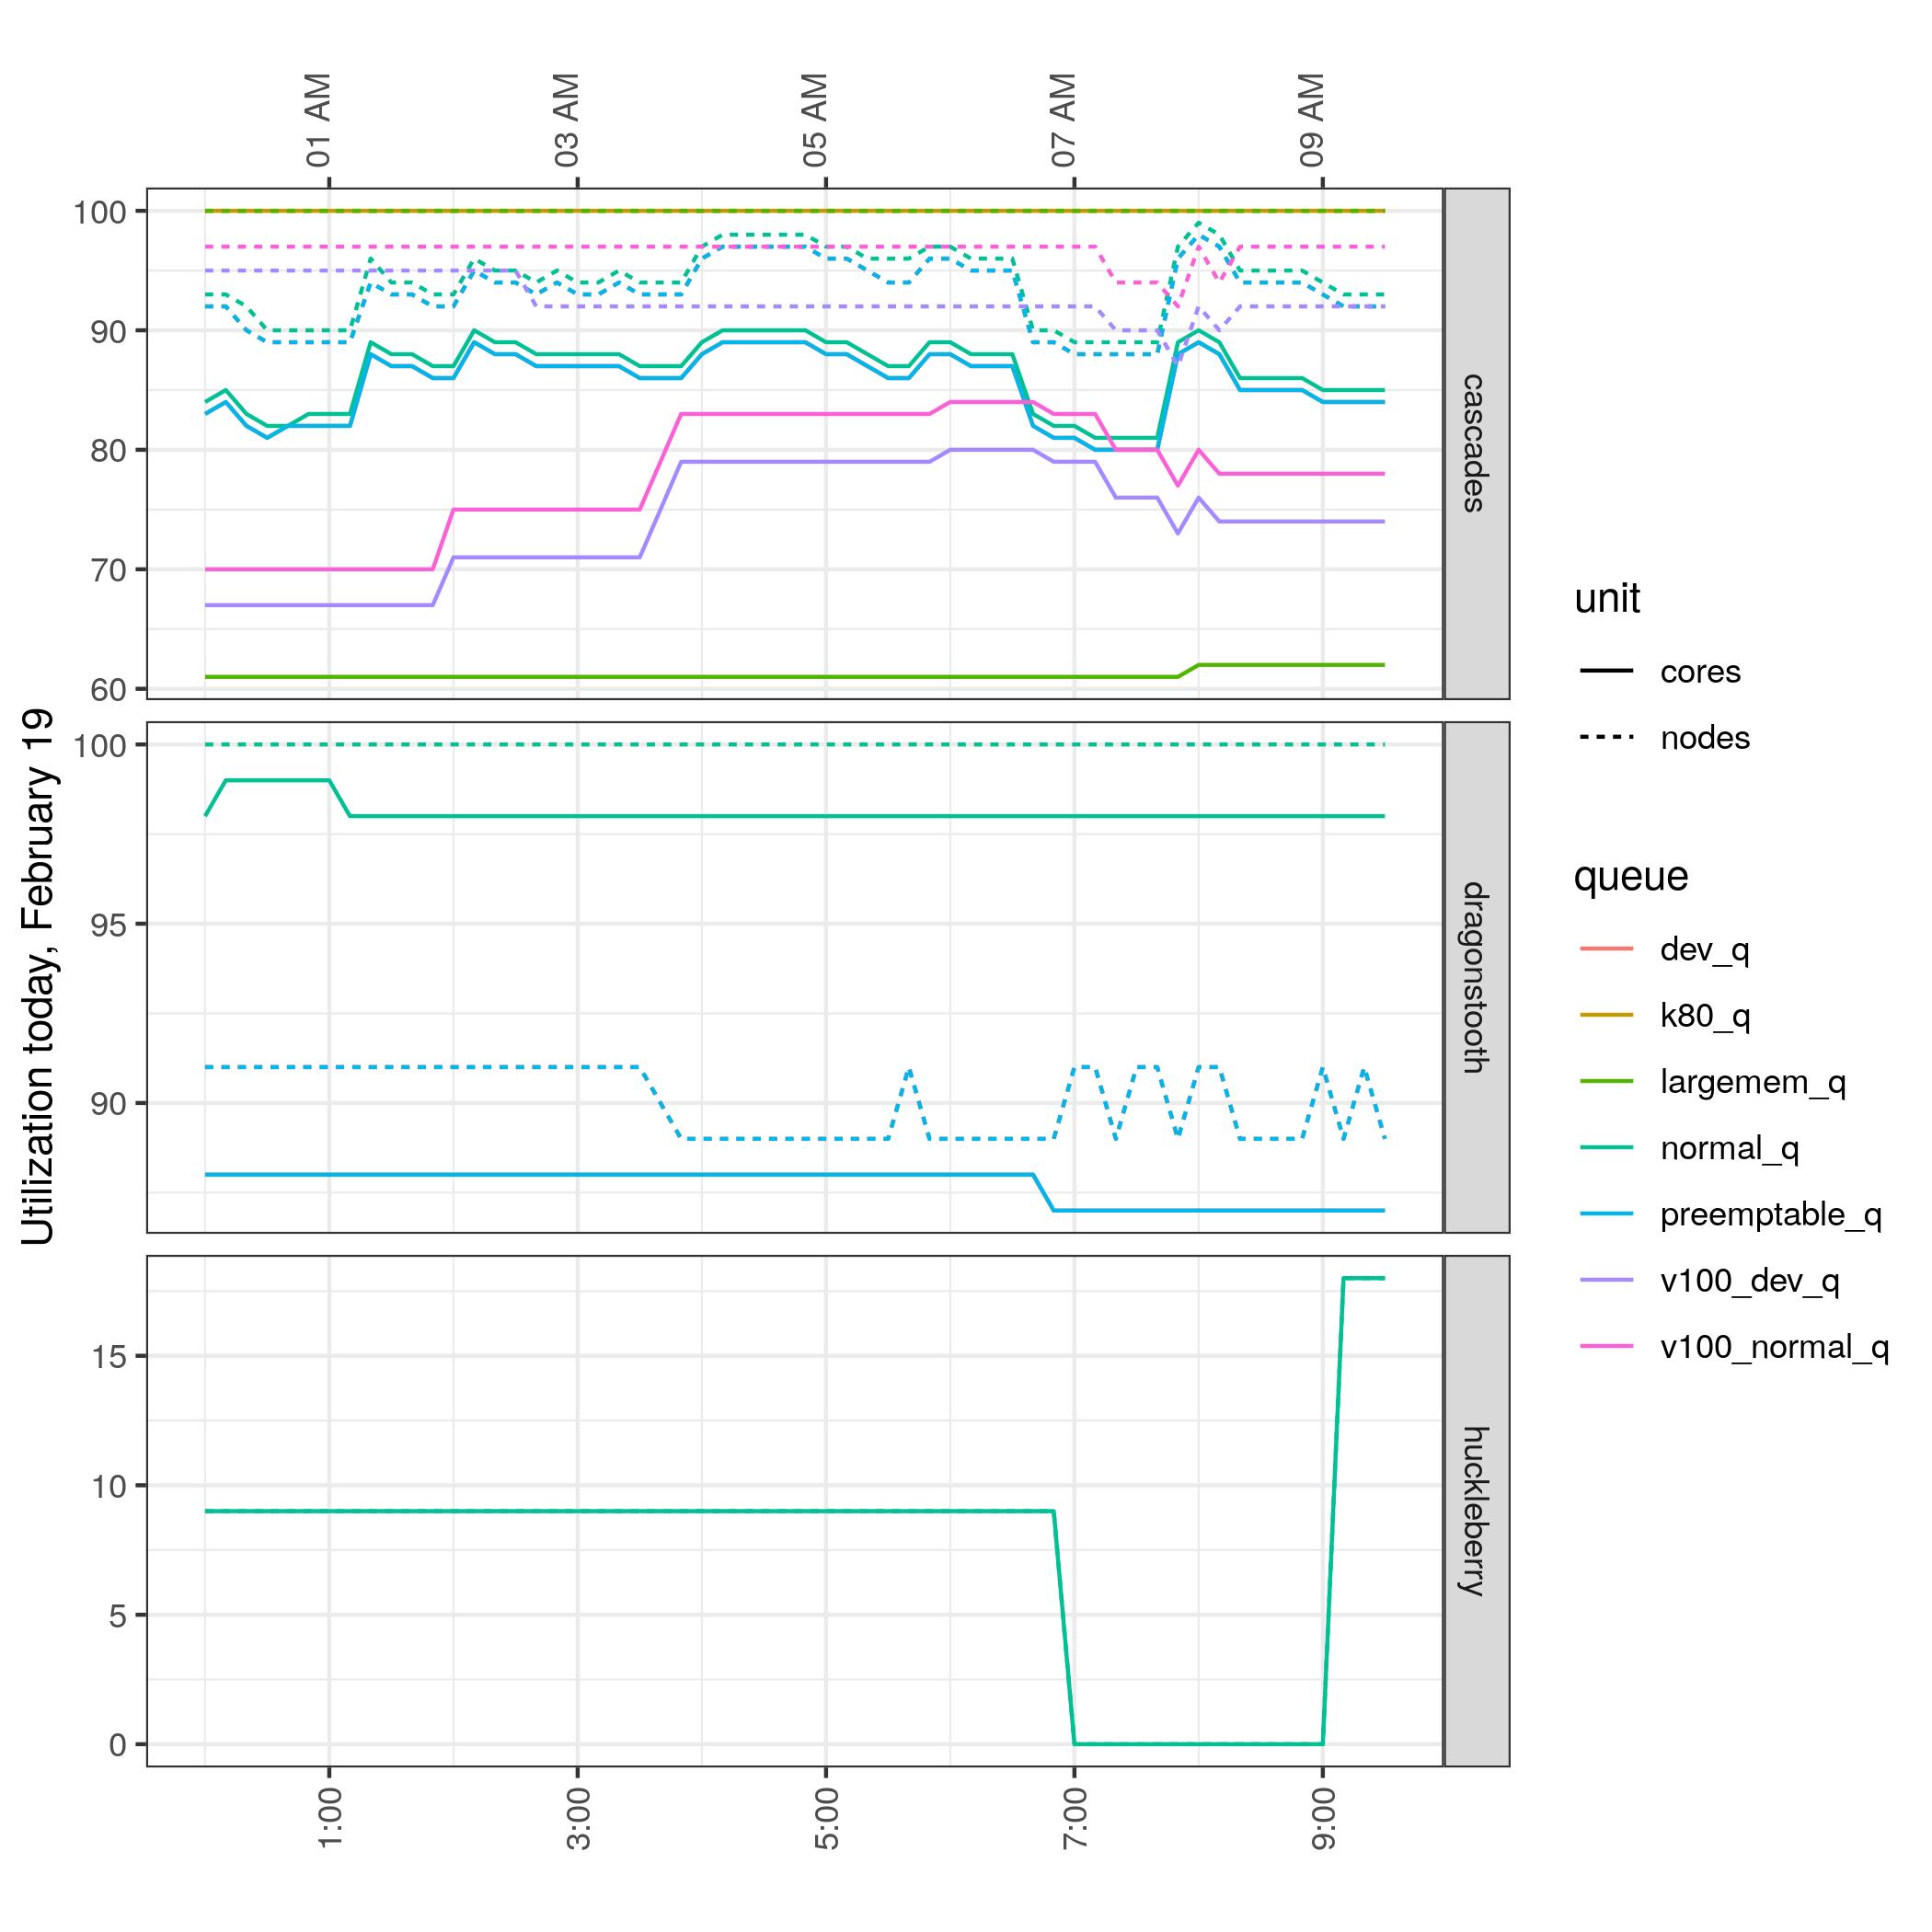 01 AM
03 AM
05 AM
07 AM
09 AM
Utilization today, February 19
100
90
80
70
60
cascades
100
95
90
dragonstooth
15
10
5
0
huckleberry
1:00
3:00
5:00
7:00
9:00
unit
cores
nodes
queue
dev_q
k80_q
largemem_q
normal_q
preemptable_q
v100_dev_q
v100_normal_q